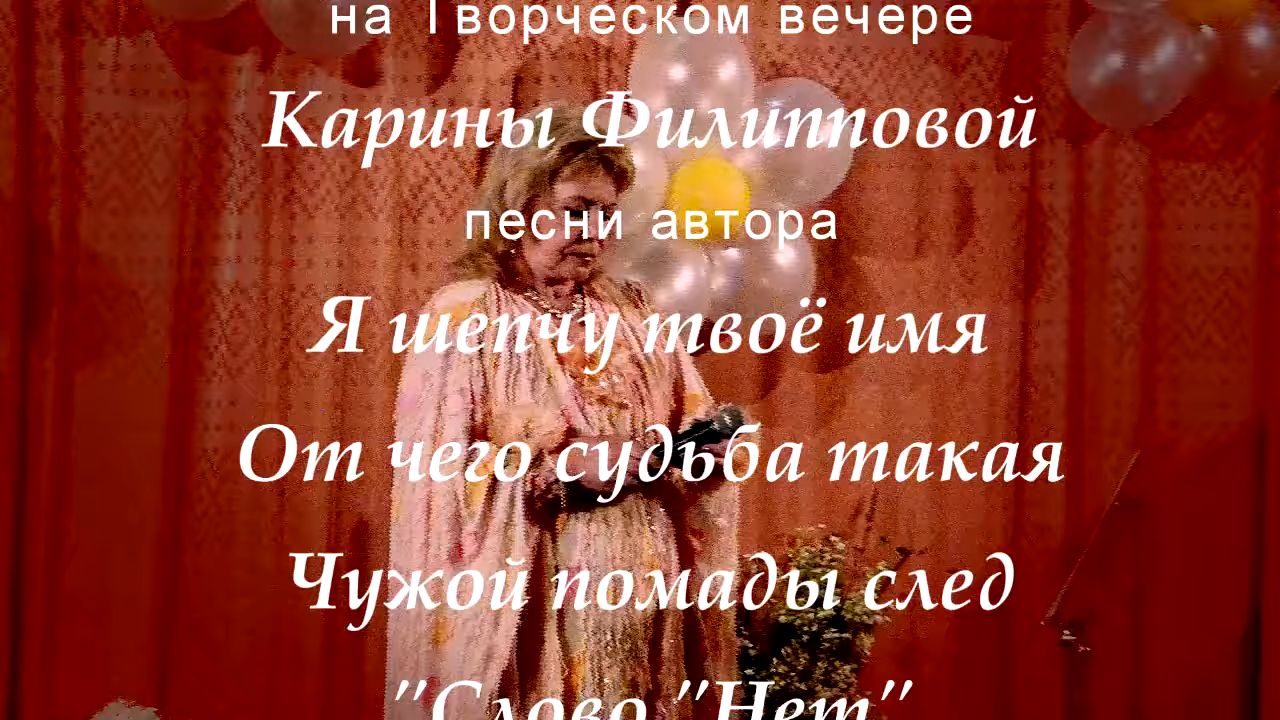 на Творческом вечере
Карины Филипповой
песни автора
Я шепчу твоё имя
От чего судьба такая
Чужой помады след
"Слово "Нет"